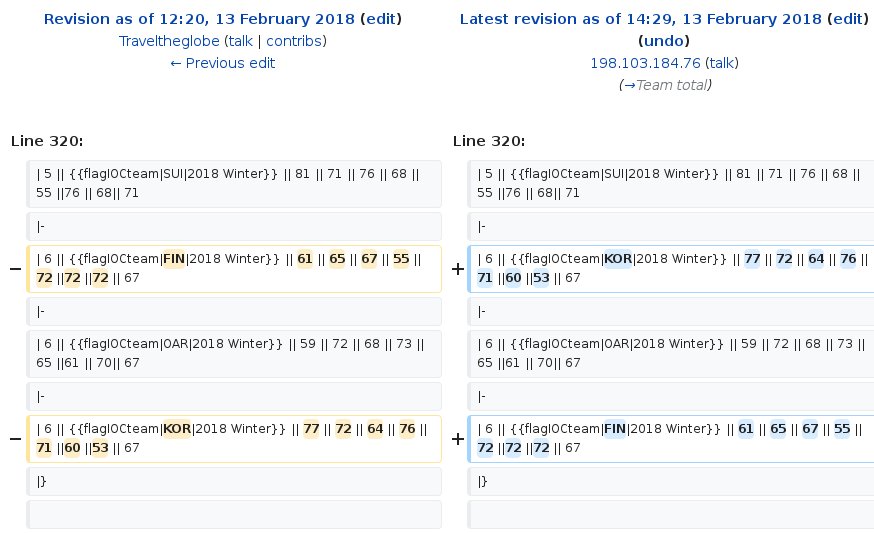 Revision as of 12:20, 13 February 2018 (edit)
Traveltheglobe (talk | contribs)
← Previous edit
Latest revision as of 14:29, 13 February 2018 (edit)
(undo)
198.103.184.76 (talk)
(→Team total)
Line 320:
Line 320:
| 5 || {{flagIOCteam|SUI|2018 Winter}} || 81 || 71 || 76 || 68 ||
55 ||76 || 68|| 71
| 5 || {{flagIOCteam|SUI|2018 Winter}} || 81 || 71 || 76 || 68 ||
55 ||76 || 68|| 71
|-
|-
− | 6 || {{flagIOCteam|FIN|2018 Winter}} || 61 || 65 || 67 || 55 ||
72 ||72 ||72 || 67
+ | 6 || {{flagIOCteam|KOR|2018 Winter}} || 77 || 72 || 64 || 76 ||
71 ||60 ||53 || 67
|-
|-
| 6 || {{flagIOCteam|OAR|2018 Winter}} || 59 || 72 || 68 || 73 ||
65 ||61 || 70|| 67
| 6 || {{flagIOCteam|OAR|2018 Winter}} || 59 || 72 || 68 || 73 ||
65 ||61 || 70|| 67
|-
|-
− | 6 || {{flagIOCteam|KOR|2018 Winter}} || 77 || 72 || 64 || 76 ||
71 ||60 ||53 || 67
+ | 6 || {{flagIOCteam|FIN|2018 Winter}} || 61 || 65 || 67 || 55 ||
72 ||72 ||72 || 67
|}
|}